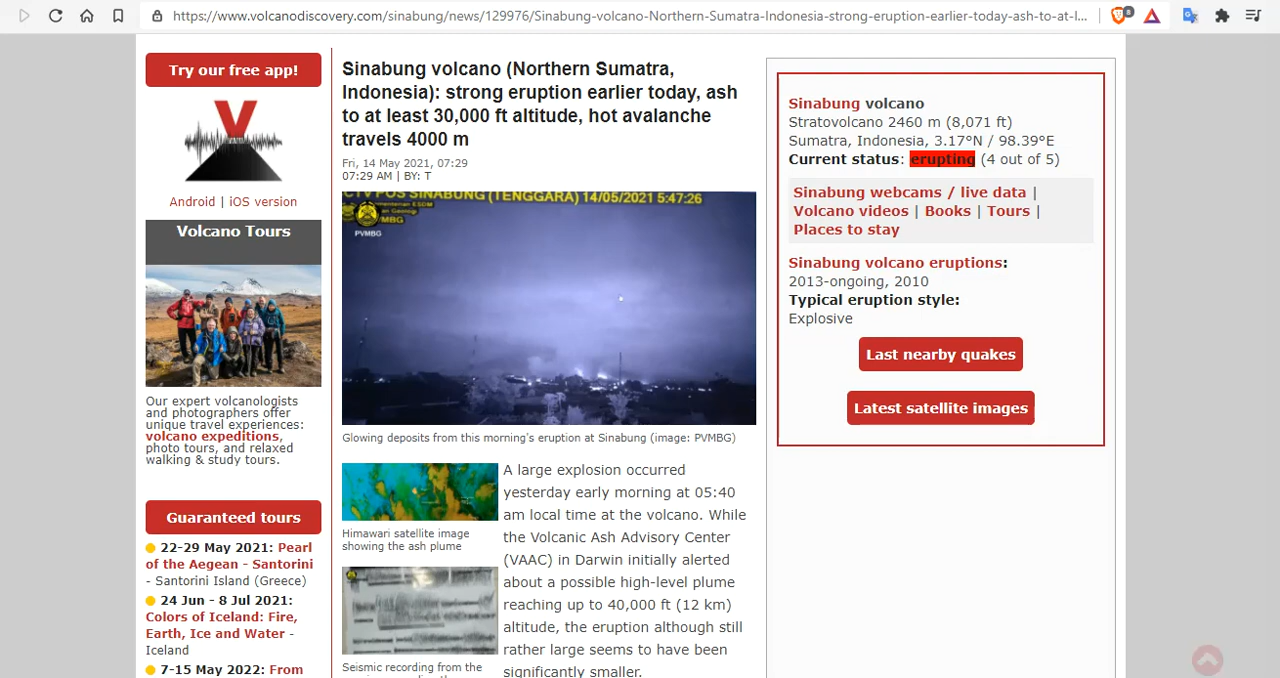 https://www.volcanodiscovery.com/sinabung/news/129976/Sinabung-volcano-Northern-Sumatra-Indonesia-strong-eruption-earlier-today-ash-to-at-l...
8
Try our free app!
Android | iOS version
Volcano Tours
Our expert volcanologists
and photographers offer
unique travel experiences:
volcano expeditions,
photo tours, and relaxed
walking & study tours.
Guaranteed tours
22-29 May 2021: Pearl
of the Aegean - Santorini
- Santorini Island (Greece)
24 Jun - 8 Jul 2021:
Colors of Iceland: Fire,
Earth, Ice and Water -
Iceland
7-15 May 2022: From
Sinabung volcano (Northern Sumatra,
Indonesia): strong eruption earlier today, ash
to at least 30,000 ft altitude, hot avalanche
travels 4000 m
Fri, 14 May 2021, 07:29
07:29 AM | BY: T
CTV POS SINABUNG (TENGGARA) 14/05/2021 5:47:26
PVMBG
Glowing deposits from this morning's eruption at Sinabung (image: PVMBG)
Himawari satellite image
showing the ash plume
Seismic recording from the
A large explosion occurred
yesterday early morning at 05:40
am local time at the volcano. While
the Volcanic Ash Advisory Center
(VAAC) in Darwin initially alerted
about a possible high-level plume
reaching up to 40,000 ft (12 km)
altitude, the eruption although still
rather large seems to have been
significantly smaller.
Sinabung volcano
Stratovolcano 2460 m (8,071 ft)
Sumatra, Indonesia, 3.17°N / 98.39°E
Current status: erupting (4 out of 5)
Sinabung webcams / live data |
Volcano videos | Books | Tours |
Places to stay
Sinabung volcano eruptions:
2013-ongoing, 2010
Typical eruption style:
Explosive
Last nearby quakes
Latest satellite images